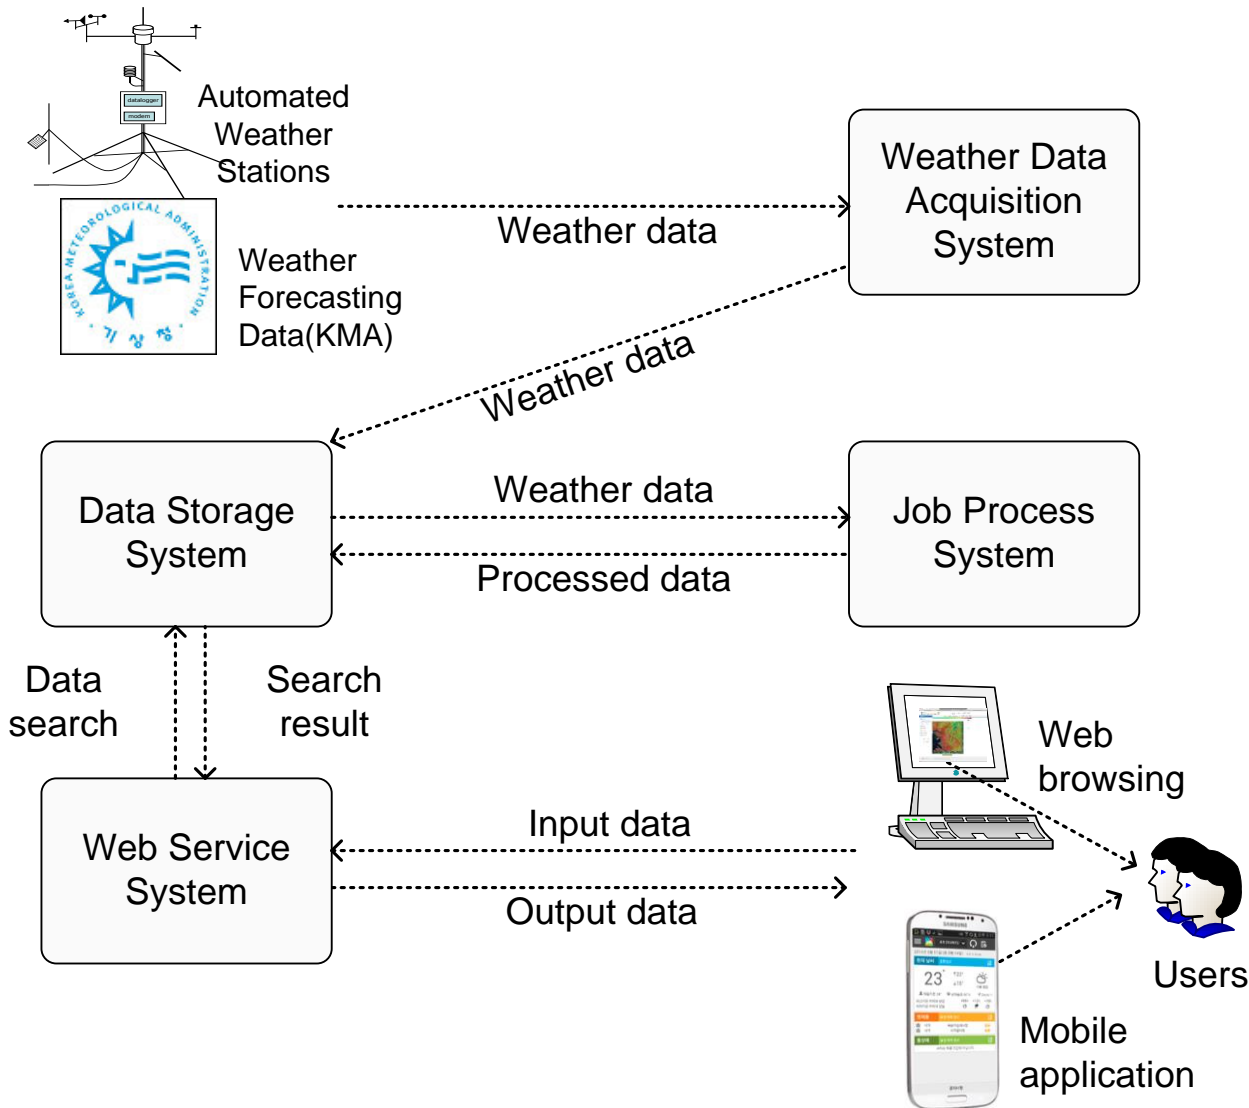 datalogger
modem
Automated
Weather
Stations
KOREA METEOROLOGICAL ADMINISTRATION
기상청
Weather
Forecasting
Data(KMA)
Weather data
Weather Data
Acquisition
System
Weather data
Data Storage
System
Weather data
Processed data
Job Process
System
Data
search
Search
result
Web Service
System
Input data
Output data
Web
browsing
SAMSUNG
23°
Mobile
application
Users